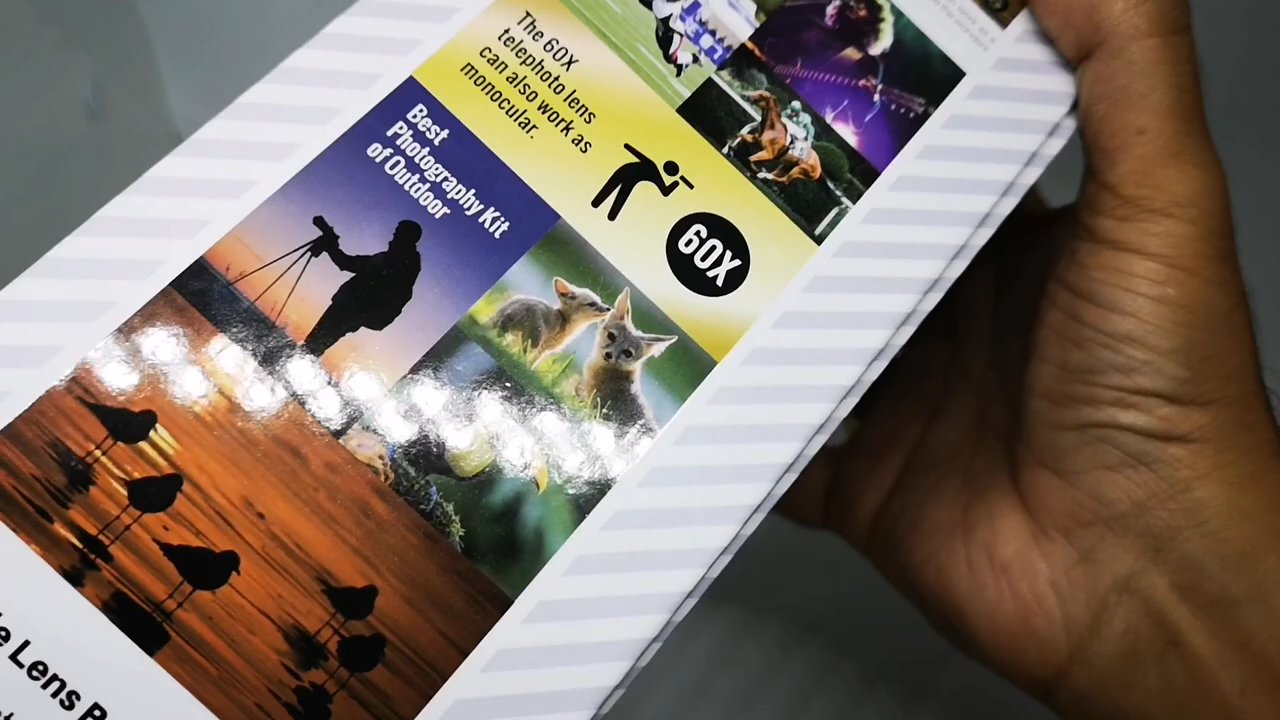 The 60X
telephoto lens
can also work as
monocular.
60X
Best
Photography Kit
of Outdoor
Lens